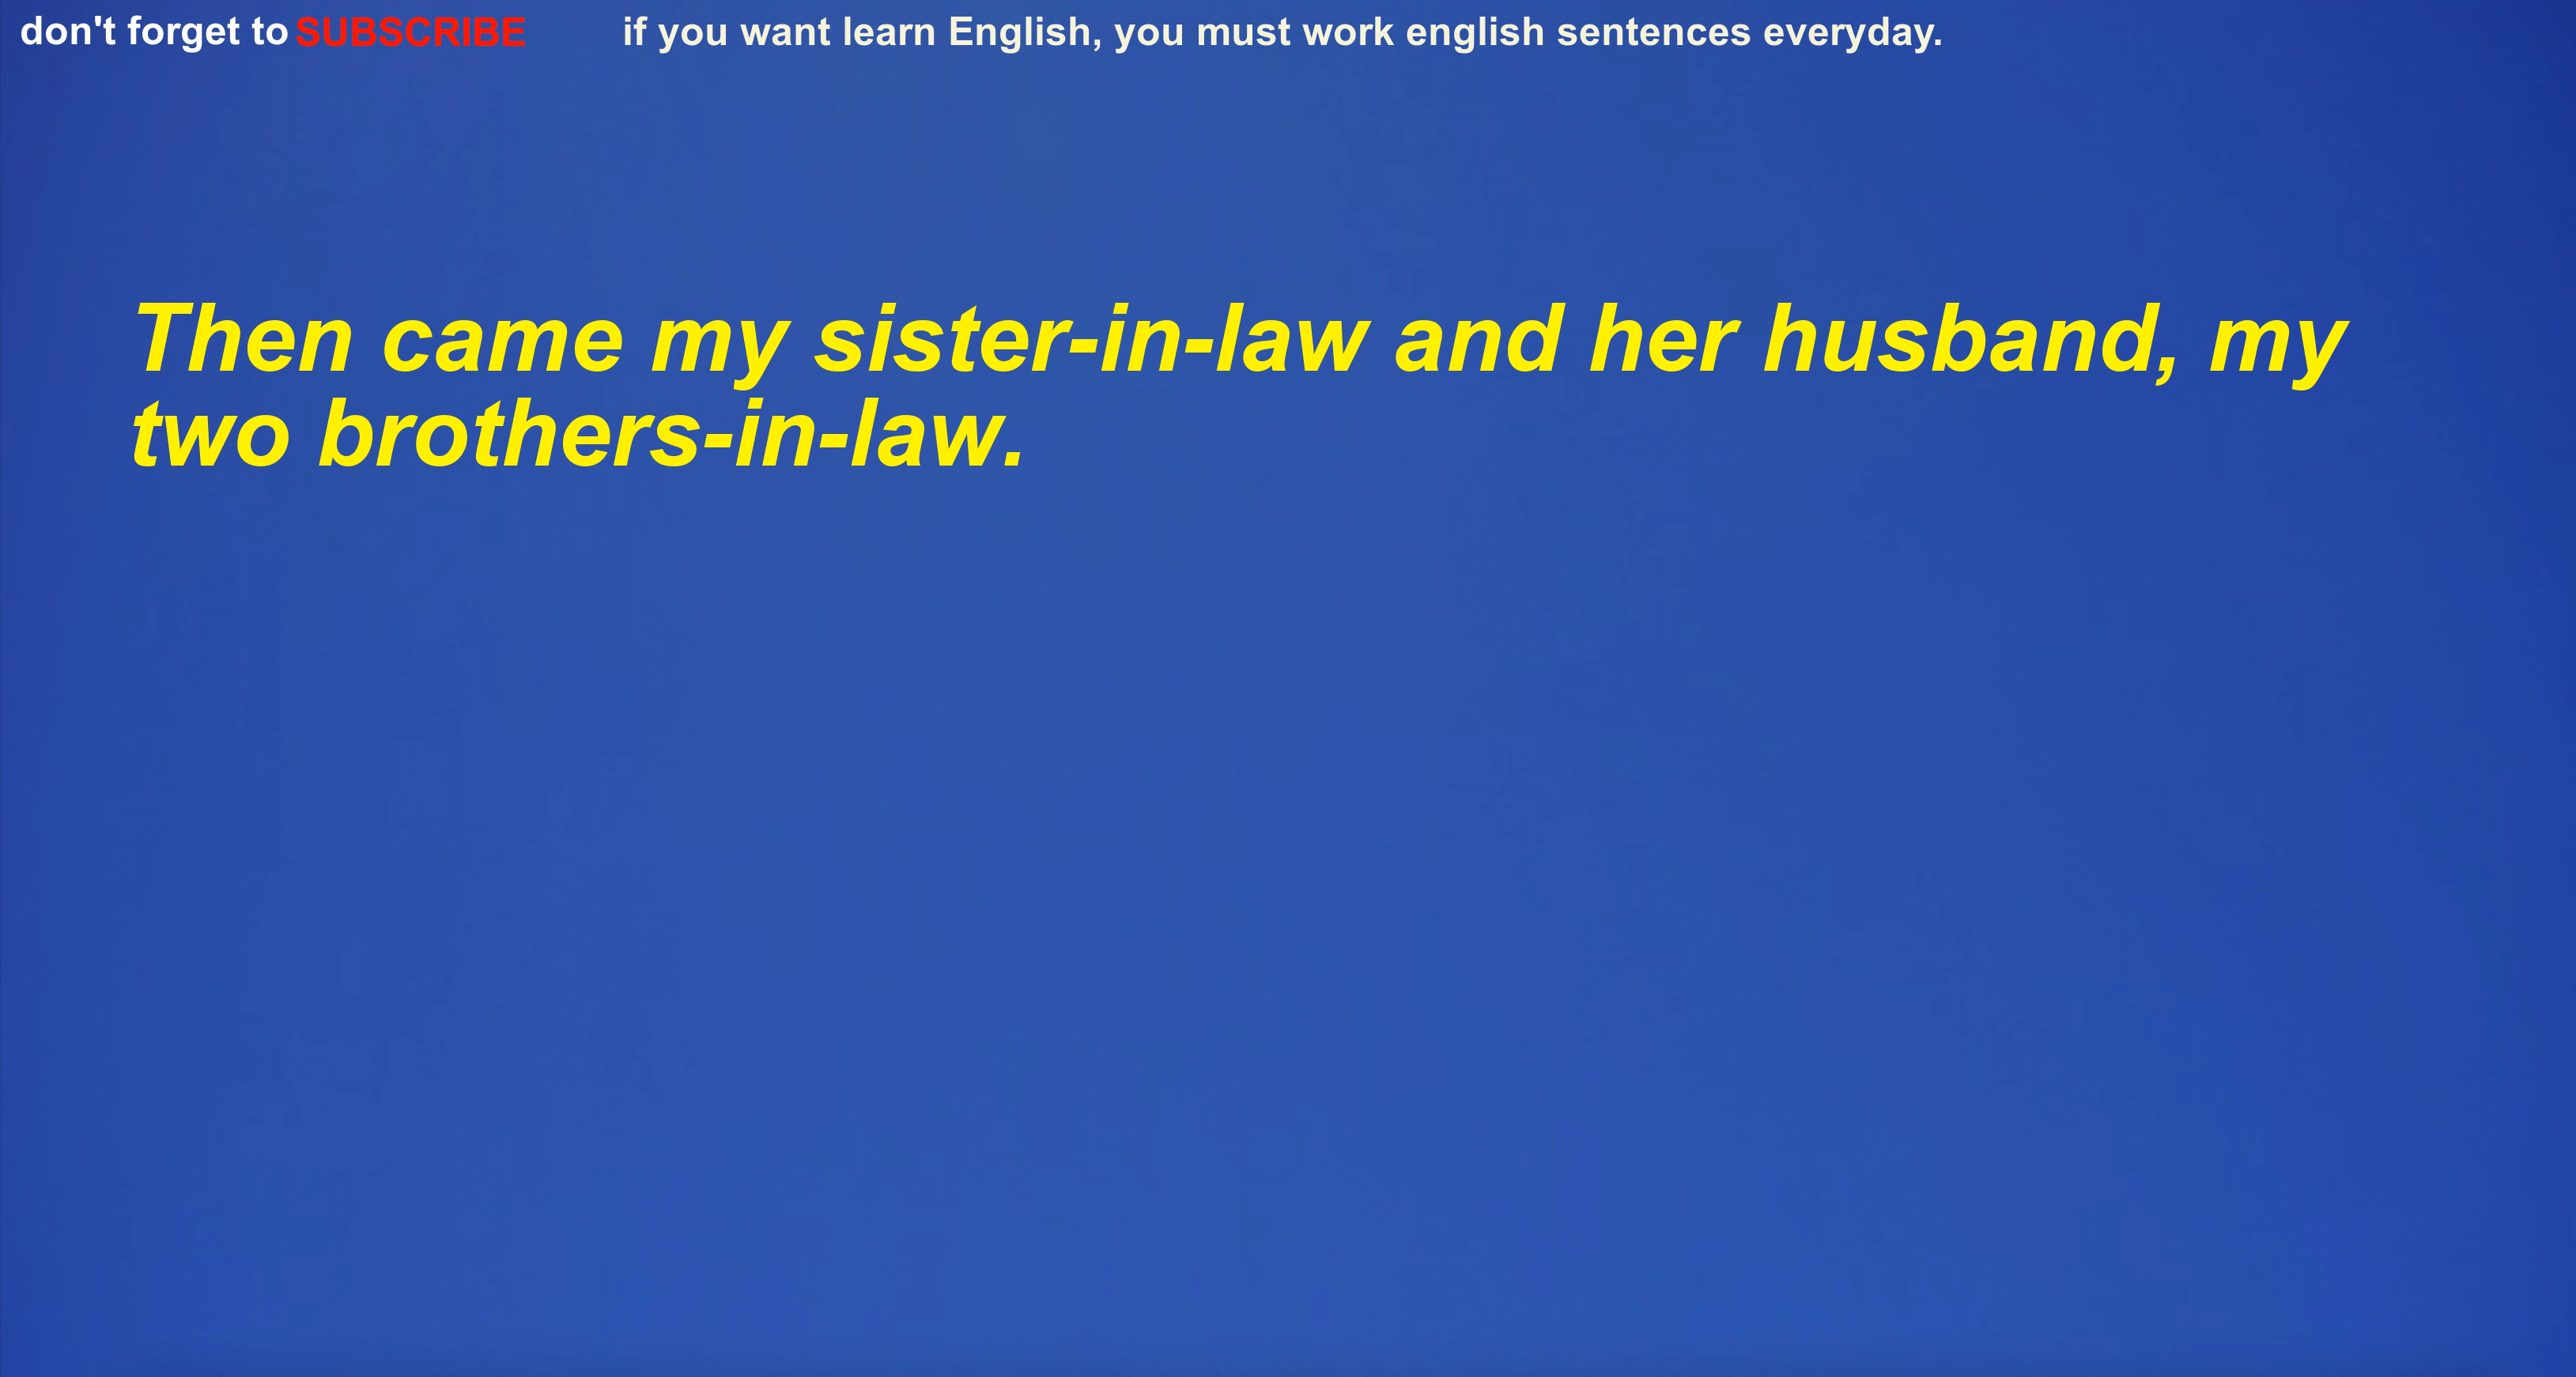 don't forget to SUBSCRIBE if you want learn English, you must work english sentences everyday.
Then came my sister-in-law and her husband, my
two brothers-in-law.